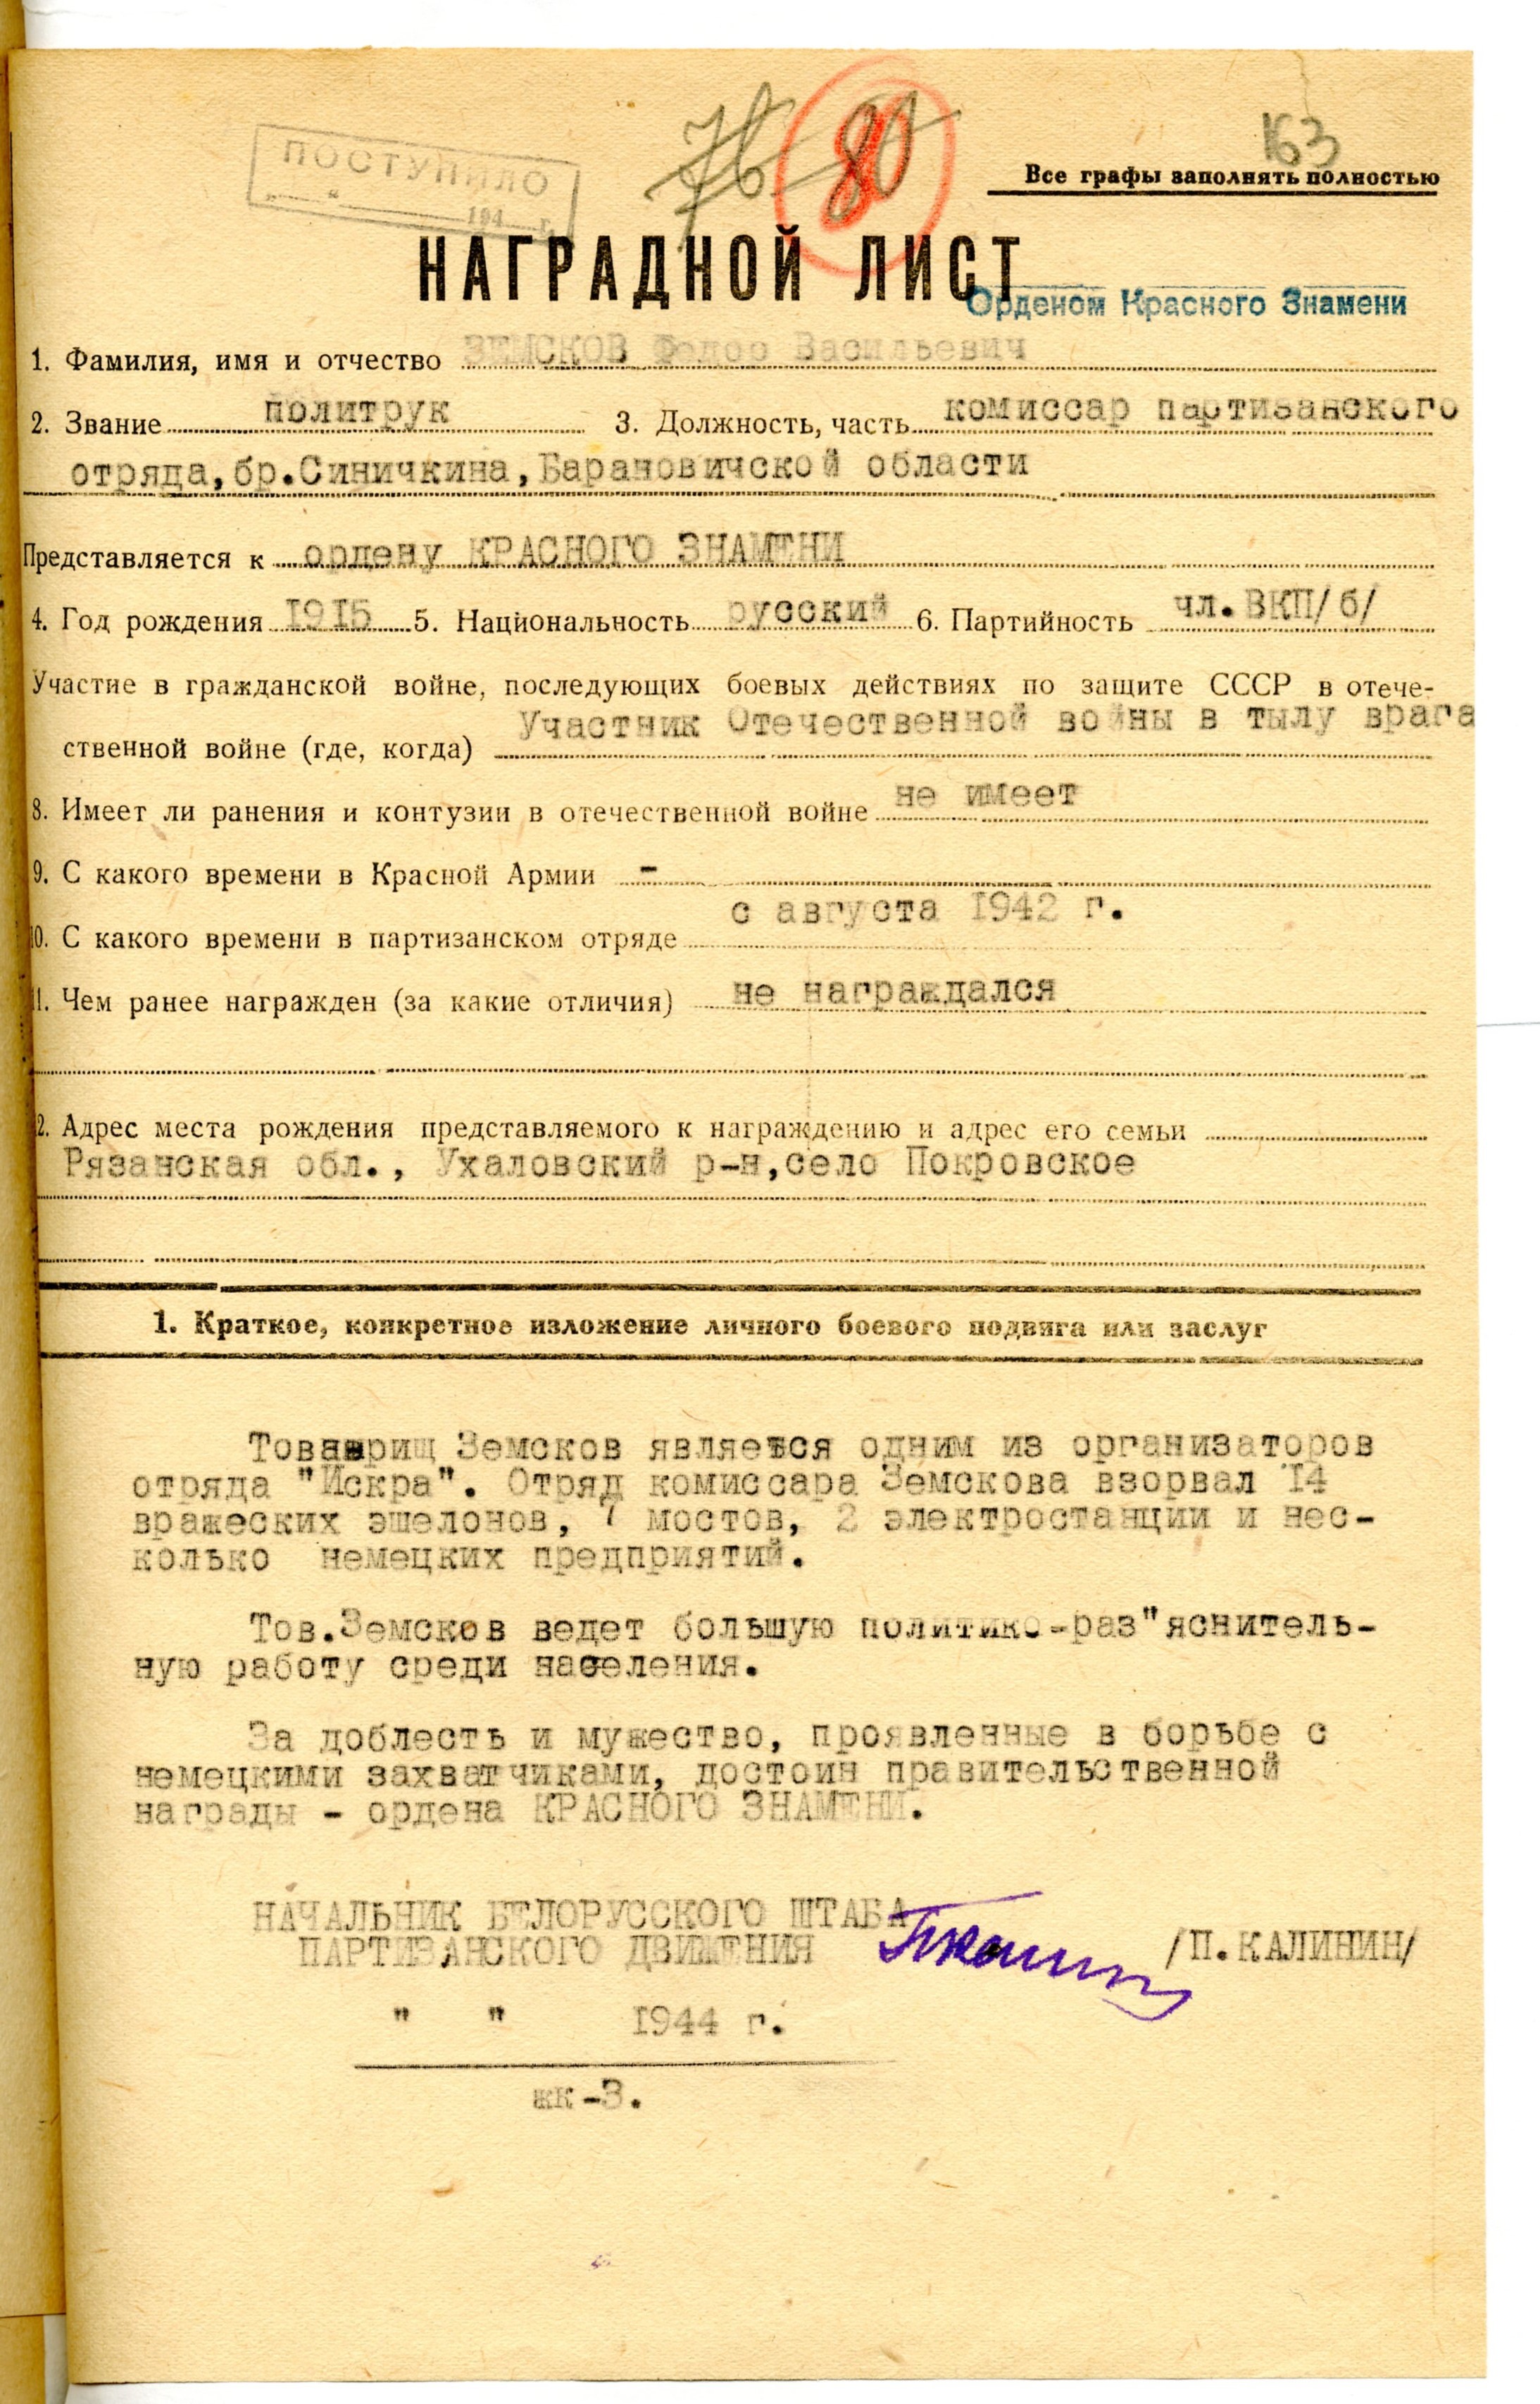 ПОСТУПИЛО
„ “ 194 г.
76 80
163
Все графы заполнять полностью
НАГРАДНОЙ ЛИСТ
Орденом Красного Знамени
1. Фамилия, имя и отчество ЗЕМСКОВ Федор Васильевич
2. Звание политрук 3. Должность, часть комиссар партизанского
отряда, бр.Синичкина, Барановичской области
Представляется к ордену КРАСНОГО ЗНАМЕНИ
4. Год рождения 1915 5. Национальность русский 6. Партийность чл.ВКП/б/
Участие в гражданской войне, последующих боевых действиях по защите СССР в отече-
ственной войне (где, когда) Участник Отечественной войны в тылу врага
8. Имеет ли ранения и контузии в отечественной войне не имеет
9. С какого времени в Красной Армии -
10. С какого времени в партизанском отряде с августа 1942 г.
11. Чем ранее награжден (за какие отличия) не награждался
2. Адрес места рождения представляемого к награждению и адрес его семьи
Рязанская обл., Ухаловский р-н, село Покровское
1. Краткое, конкретное изложение личного боевого подвига или заслуг
Товарищ Земсков является одним из организаторов
отряда "Искра". Отряд комиссара Земскова взорвал 14
вражеских эшелонов, 7 мостов, 2 электростанции и нес-
колько немецких предприятий.
Тов.Земсков ведет большую политико-раз"яснитель-
ную работу среди населения.
За доблесть и мужество, проявленные в борьбе с
немецкими захватчиками, достоин правительственной
награды - ордена КРАСНОГО ЗНАМЕНИ.
НАЧАЛЬНИК БЕЛОРУССКОГО ШТАБА
ПАРТИЗАНСКОГО ДВИЖЕНИЯ /П.КАЛИНИН/
" " 1944 г.
жк-3.